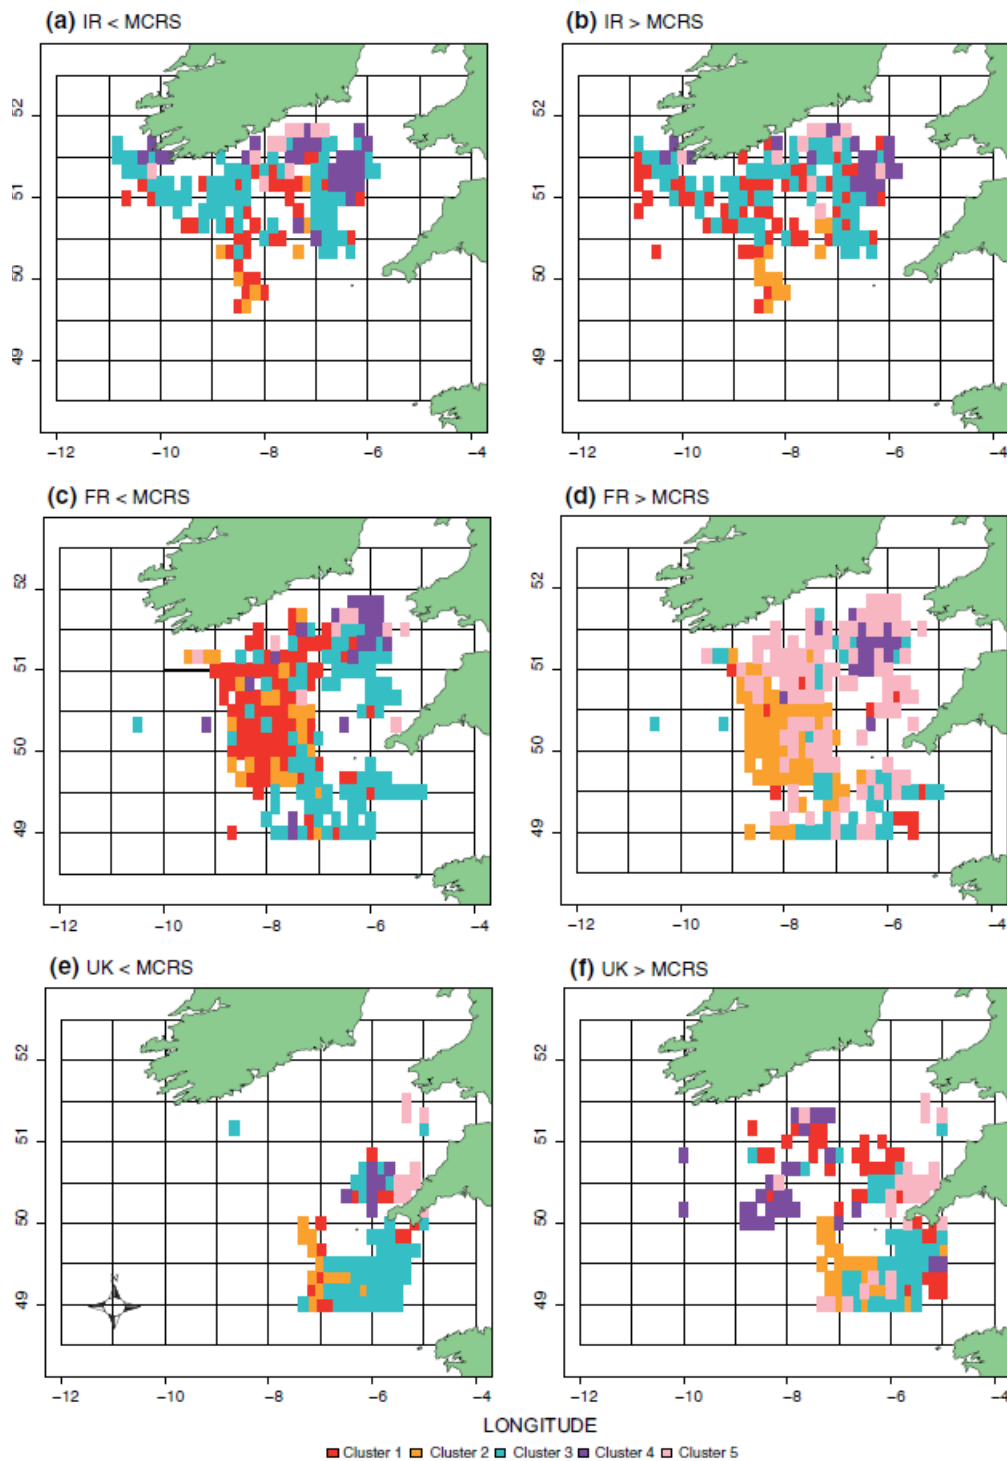 (a) IR < MCRS
(b) IR > MCRS
52
51
50
49
52
51
50
49
−12 −10 −8 −6 −4
−12 −10 −8 −6 −4
(c) FR < MCRS
(d) FR > MCRS
52
51
50
49
52
51
50
49
−12 −10 −8 −6 −4
−12 −10 −8 −6 −4
(e) UK < MCRS
(f) UK > MCRS
52
51
50
49
52
51
50
49
N
−12 −10 −8 −6 −4
−12 −10 −8 −6 −4
LONGITUDE
Cluster 1 Cluster 2 Cluster 3 Cluster 4 Cluster 5